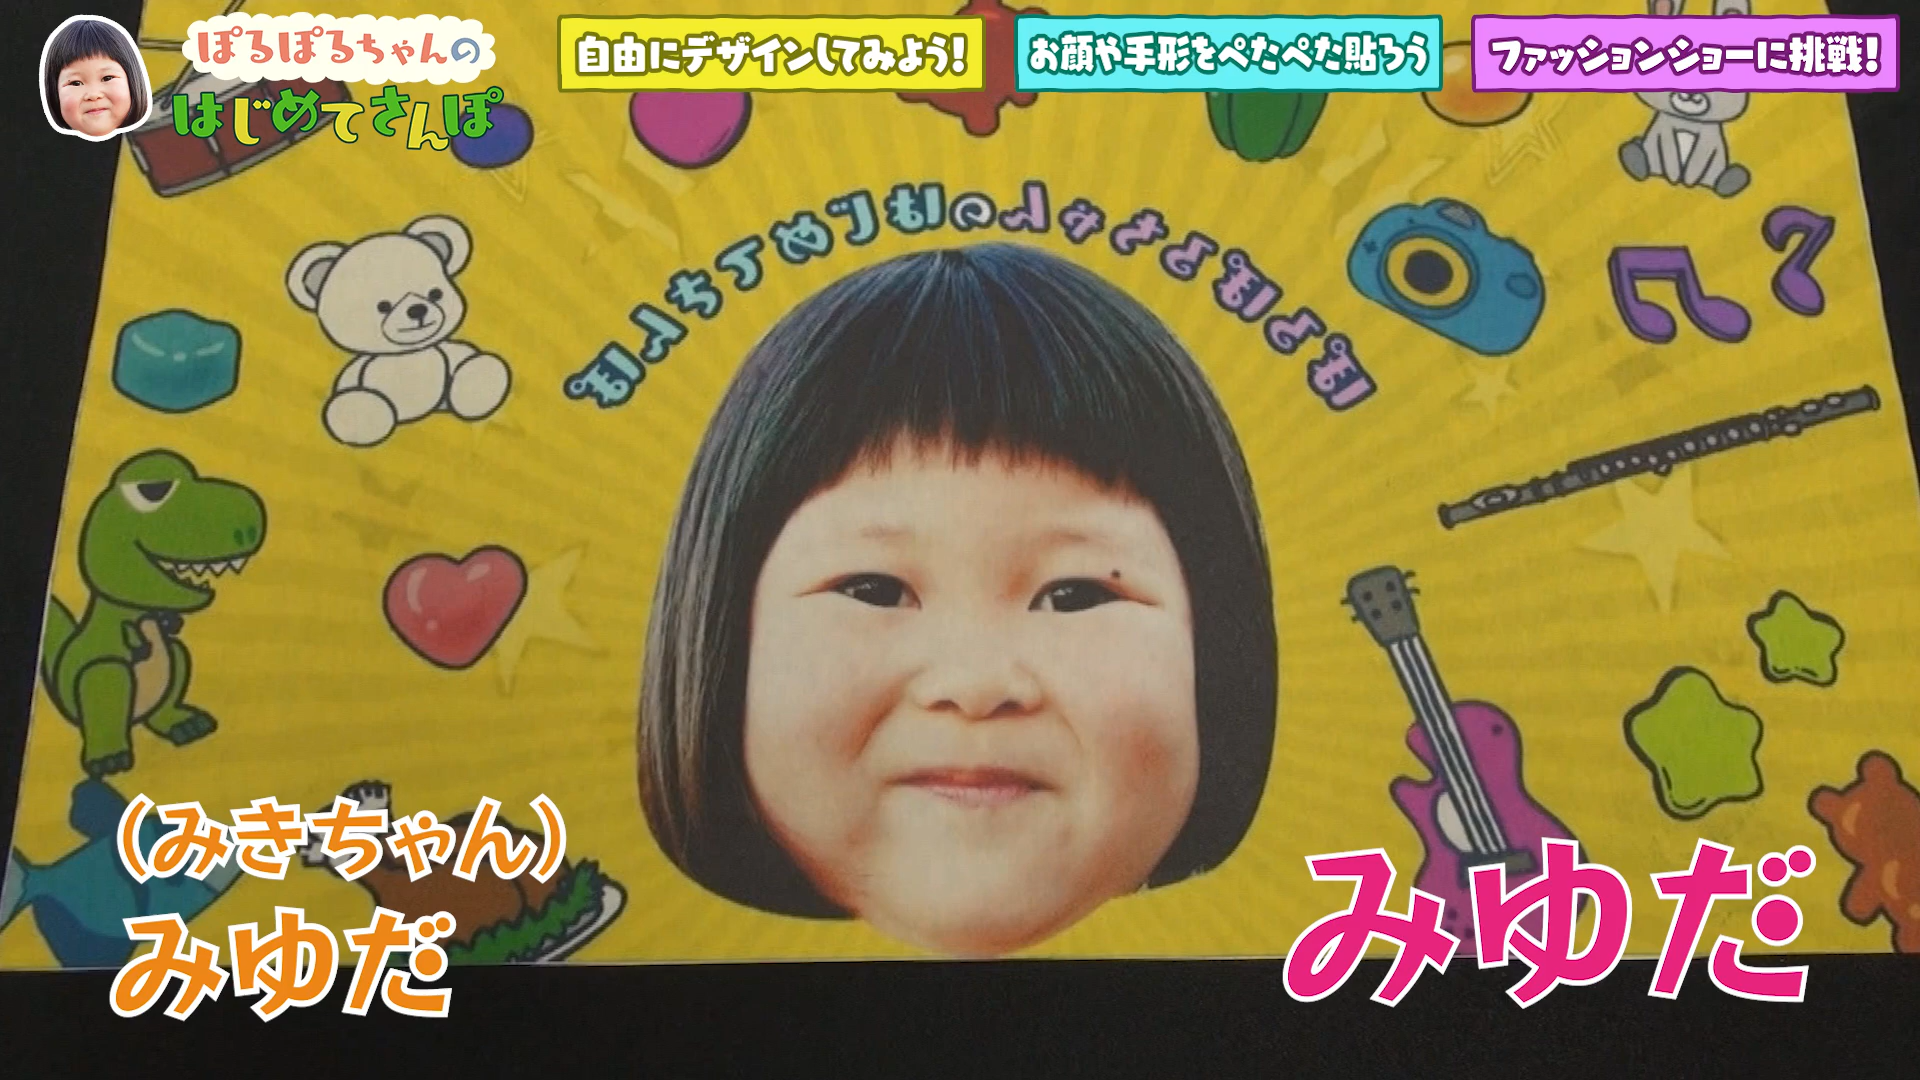 ぽるぽるちゃんの
はじめてさんぽ
自由にデザインしてみよう!
お顔や手形をぺたぺた貼ろう
ファッションショーに挑戦!
ぽるぽるちゃんのはじめてさんぽ
(みきちゃん)
みゆだ
みゆだ